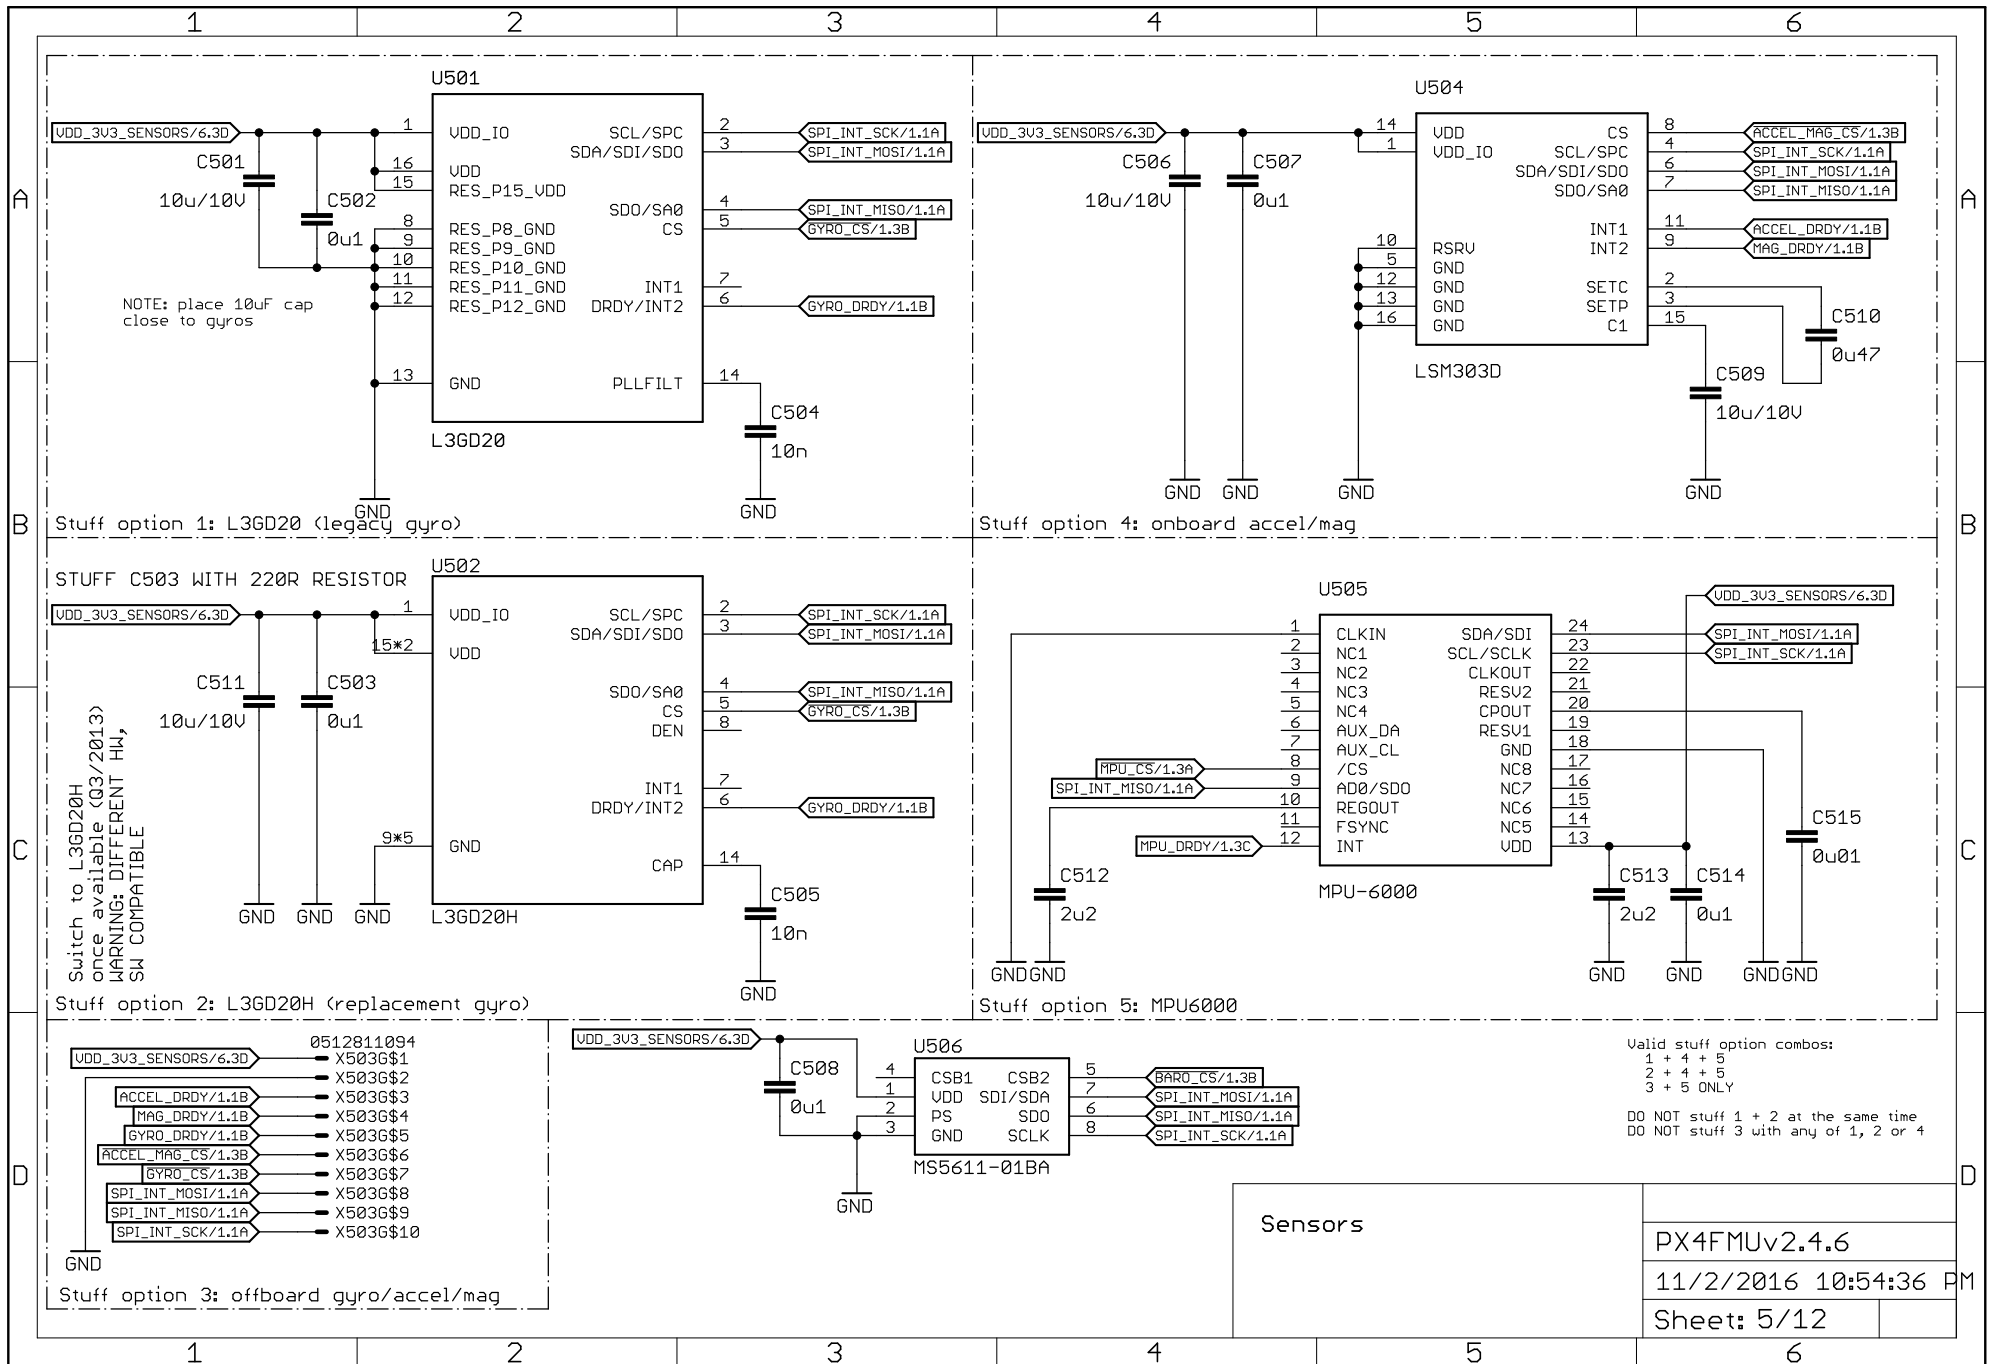 1 2 3 4 5 6
A
B
C
D
U501
VDD_3V3_SENSORS/6.3D
C501
10u/10V
C502
0u1
NOTE: place 10uF cap
close to gyros
1 VDD_IO
16 VDD
15 RES_P15_VDD
8 RES_P8_GND
9 RES_P9_GND
10 RES_P10_GND
11 RES_P11_GND
12 RES_P12_GND
13 GND
SCL/SPC 2 SPI_INT_SCK/1.1A
SDA/SDI/SDO 3 SPI_INT_MOSI/1.1A
SDO/SA0 4 SPI_INT_MISO/1.1A
CS 5 GYRO_CS/1.3B
INT1 7
DRDY/INT2 6 GYRO_DRDY/1.1B
PLLFILT 14
C504
10n
L3GD20
GND
GND
Stuff option 1: L3GD20 (legacy gyro)
U504
VDD_3V3_SENSORS/6.3D
C506
10u/10V
C507
0u1
14 VDD
1 VDD_IO
10 RSRV
5 GND
12 GND
13 GND
16 GND
CS 8 ACCEL_MAG_CS/1.3B
SCL/SPC 4 SPI_INT_SCK/1.1A
SDA/SDI/SDO 6 SPI_INT_MOSI/1.1A
SDO/SA0 7 SPI_INT_MISO/1.1A
INT1 11 ACCEL_DRDY/1.1B
INT2 9 MAG_DRDY/1.1B
SETC 2
SETP 3
C1 15
C510
0u47
C509
10u/10V
LSM303D
GND GND GND GND
Stuff option 4: onboard accel/mag
STUFF C503 WITH 220R RESISTOR
U502
VDD_3V3_SENSORS/6.3D
C511
10u/10V
C503
0u1
1 VDD_IO
15*2 VDD
9*5 GND
SCL/SPC 2 SPI_INT_SCK/1.1A
SDA/SDI/SDO 3 SPI_INT_MOSI/1.1A
SDO/SA0 4 SPI_INT_MISO/1.1A
CS 5 GYRO_CS/1.3B
DEN 8
INT1 7
DRDY/INT2 6 GYRO_DRDY/1.1B
CAP 14
C505
10n
L3GD20H
GND GND GND
GND
Switch to L3GD20H
once available (Q3/2013)
WARNING: DIFFERENT HW,
SW COMPATIBLE
Stuff option 2: L3GD20H (replacement gyro)
U505
VDD_3V3_SENSORS/6.3D
1 CLKIN
2 NC1
3 NC2
4 NC3
5 NC4
6 AUX_DA
7 AUX_CL
MPU_CS/1.3A 8 /CS
SPI_INT_MISO/1.1A 9 AD0/SDO
10 REGOUT
11 FSYNC
MPU_DRDY/1.3C 12 INT
SDA/SDI 24 SPI_INT_MOSI/1.1A
SCL/SCLK 23 SPI_INT_SCK/1.1A
CLKOUT 22
RESV2 21
CPOUT 20
RESV1 19
GND 18
NC8 17
NC7 16
NC6 15
NC5 14
VDD 13
MPU-6000
C512
2u2
C513
2u2
C514
0u1
C515
0u01
GND GND GND GND GND GND
Stuff option 5: MPU6000
0512811094
VDD_3V3_SENSORS/6.3D X503G$1
X503G$2
ACCEL_DRDY/1.1B X503G$3
MAG_DRDY/1.1B X503G$4
GYRO_DRDY/1.1B X503G$5
ACCEL_MAG_CS/1.3B X503G$6
GYRO_CS/1.3B X503G$7
SPI_INT_MOSI/1.1A X503G$8
SPI_INT_MISO/1.1A X503G$9
SPI_INT_SCK/1.1A X503G$10
GND
Stuff option 3: offboard gyro/accel/mag
VDD_3V3_SENSORS/6.3D
C508
0u1
U506
4 CSB1
1 VDD
2 PS
3 GND
CSB2 5 BARO_CS/1.3B
SDI/SDA 7 SPI_INT_MOSI/1.1A
SDO 6 SPI_INT_MISO/1.1A
SCLK 8 SPI_INT_SCK/1.1A
MS5611-01BA
GND
Valid stuff option combos:
1 + 4 + 5
2 + 4 + 5
3 + 5 ONLY
DO NOT stuff 1 + 2 at the same time
DO NOT stuff 3 with any of 1, 2 or 4
Sensors
PX4FMUv2.4.6
11/2/2016 10:54:36 PM
Sheet: 5/12
A
B
C
D
1 2 3 4 5 6